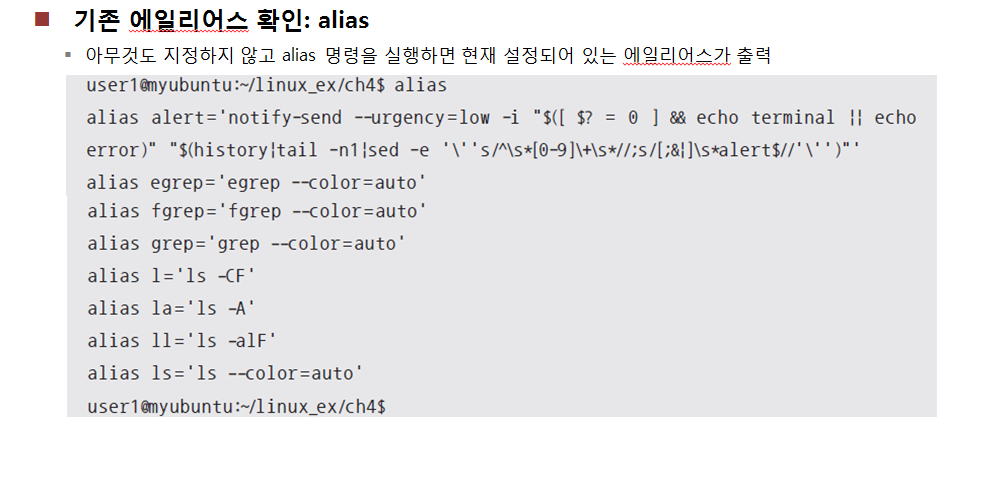 기존 에일리어스 확인: alias
아무것도 지정하지 않고 alias 명령을 실행하면 현재 설정되어 있는 에일리어스가 출력
user1@myubuntu:~/linux_ex/ch4$ alias
alias alert='notify-send --urgency=low -i "$([ $? = 0 ] && echo terminal || echo
error)" "$(history|tail -n1|sed -e '\''s/^\s*[0-9]\+\s*//;s/[;&|]\s*alert$//'\'')"'
alias egrep='egrep --color=auto'
alias fgrep='fgrep --color=auto'
alias grep='grep --color=auto'
alias l='ls -CF'
alias la='ls -A'
alias ll='ls -alF'
alias ls='ls --color=auto'
user1@myubuntu:~/linux_ex/ch4$